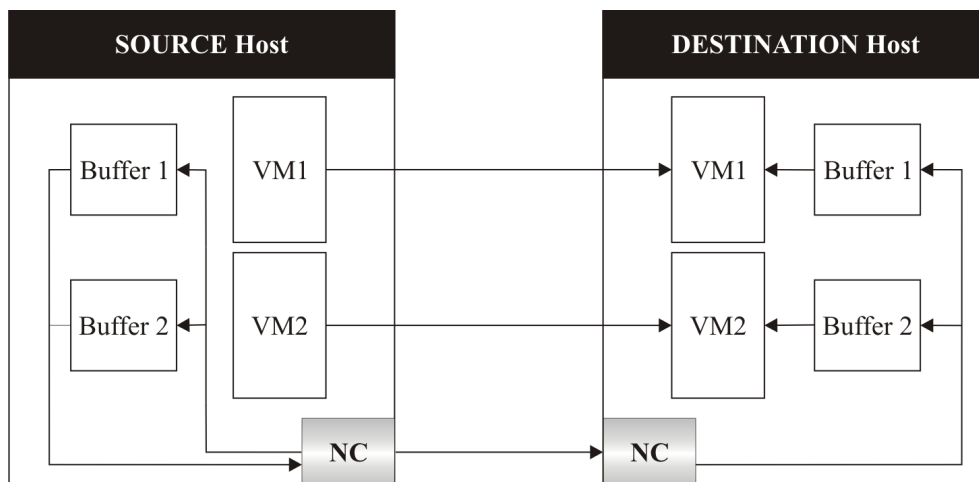 SOURCE Host
DESTINATION Host
Buffer 1
VM1
VM1
Buffer 1
Buffer 2
VM2
VM2
Buffer 2
NC
NC